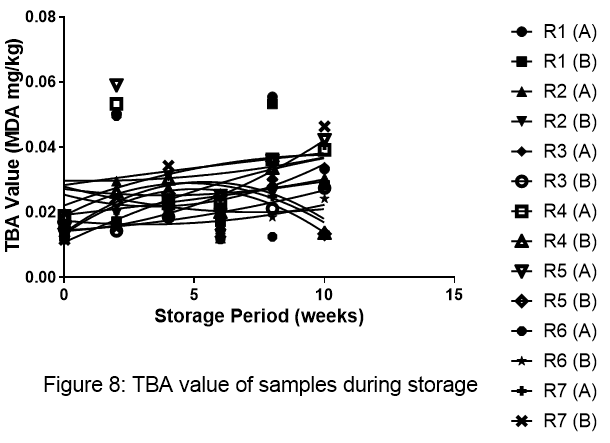 0.08
0.06
0.04
0.02
0.00
TBA Value (MDA mg/kg)
0
5
10
15
Storage Period (weeks)
R1 (A)
R1 (B)
R2 (A)
R2 (B)
R3 (A)
R3 (B)
R4 (A)
R4 (B)
R5 (A)
R5 (B)
R6 (A)
R6 (B)
R7 (A)
R7 (B)
Figure 8: TBA value of samples during storage